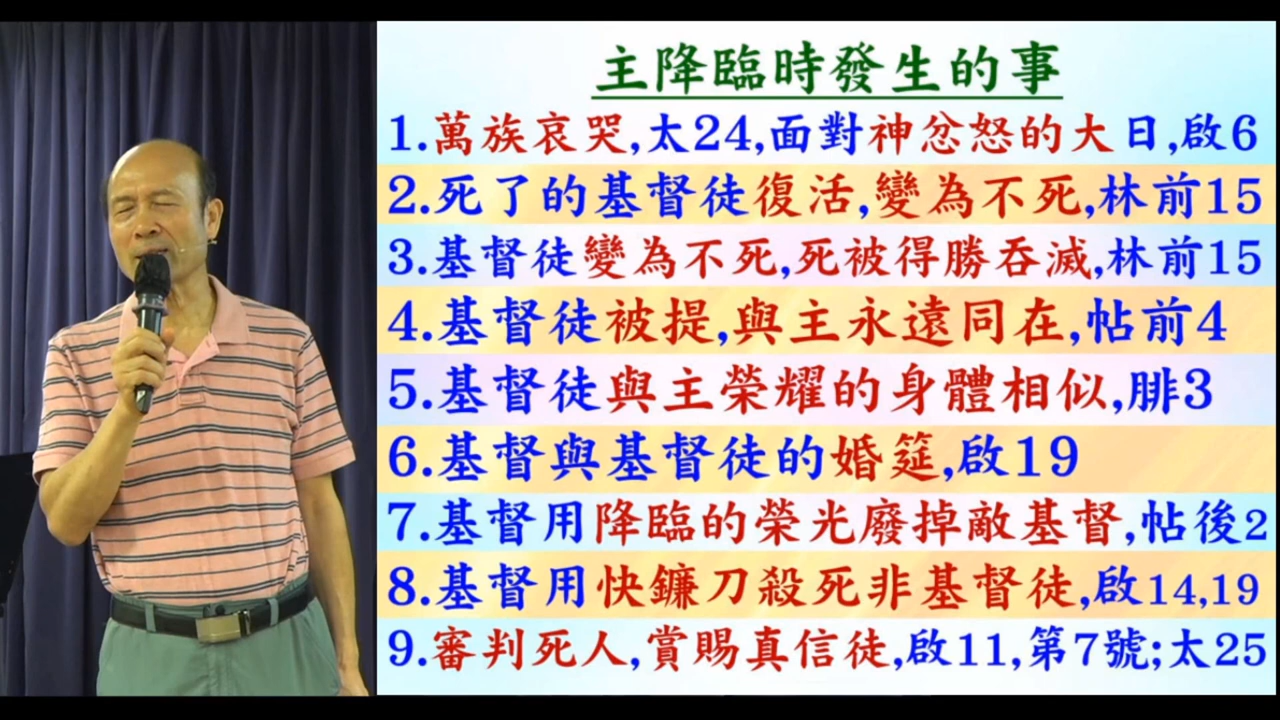 主降臨時發生的事
1.萬族哀哭,太24,面對神忿怒的大日,啟6
2.死了的基督徒復活,變為不死,林前15
3.基督徒變為不死,死被得勝吞滅,林前15
4.基督徒被提,與主永遠同在,帖前4
5.基督徒與主榮耀的身體相似,腓3
6.基督與基督徒的婚筵,啟19
7.基督用降臨的榮光廢掉敵基督,帖後2
8.基督用快鐮刀殺死非基督徒,啟14,19
9.審判死人,賞賜真信徒,啟11,第7號;太25